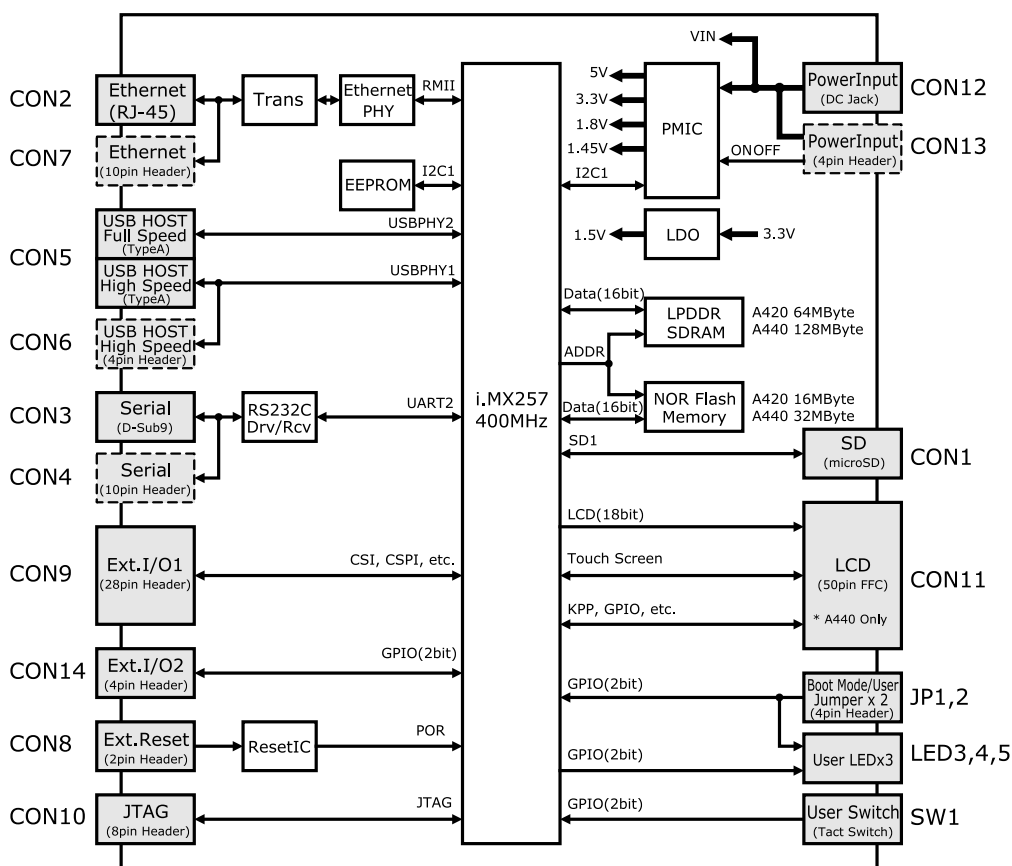 VIN
CON2
Ethernet
(RJ-45)
Trans
Ethernet
PHY
RMII
CON7
Ethernet
(10pin Header)
EEPROM
I2C1
CON5
USB HOST
Full Speed
(TypeA)
USBPHY2
USB HOST
High Speed
(TypeA)
USBPHY1
CON6
USB HOST
High Speed
(4pin Header)
CON3
Serial
(D-Sub9)
RS232C
Drv/Rcv
UART2
CON4
Serial
(10pin Header)
CON9
Ext.I/O1
(28pin Header)
CSI, CSPI, etc.
CON14
Ext.I/O2
(4pin Header)
GPIO(2bit)
CON8
Ext.Reset
(2pin Header)
ResetIC
POR
CON10
JTAG
(8pin Header)
JTAG
i.MX257
400MHz
5V
3.3V
1.8V
1.45V
I2C1
PMIC
ONOFF
PowerInput
(DC Jack)
CON12
PowerInput
(4pin Header)
CON13
1.5V
LDO
3.3V
Data(16bit)
LPDDR
SDRAM
A420 64MByte
A440 128MByte
ADDR
NOR Flash
Memory
A420 16MByte
A440 32MByte
Data(16bit)
SD1
SD
(microSD)
CON1
LCD(18bit)
Touch Screen
KPP, GPIO, etc.
LCD
(50pin FFC)
* A440 Only
CON11
GPIO(2bit)
Boot Mode/User
Jumper x 2
(4pin Header)
JP1,2
GPIO(2bit)
User LEDx3
LED3,4,5
GPIO(2bit)
User Switch
(Tact Switch)
SW1